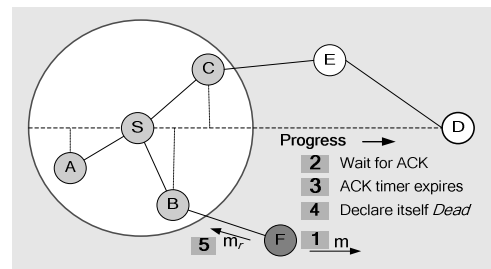 C
E
S
D
A
B
F
Progress
2 Wait for ACK
3 ACK timer expires
4 Declare itself Dead
5 mr
1 m